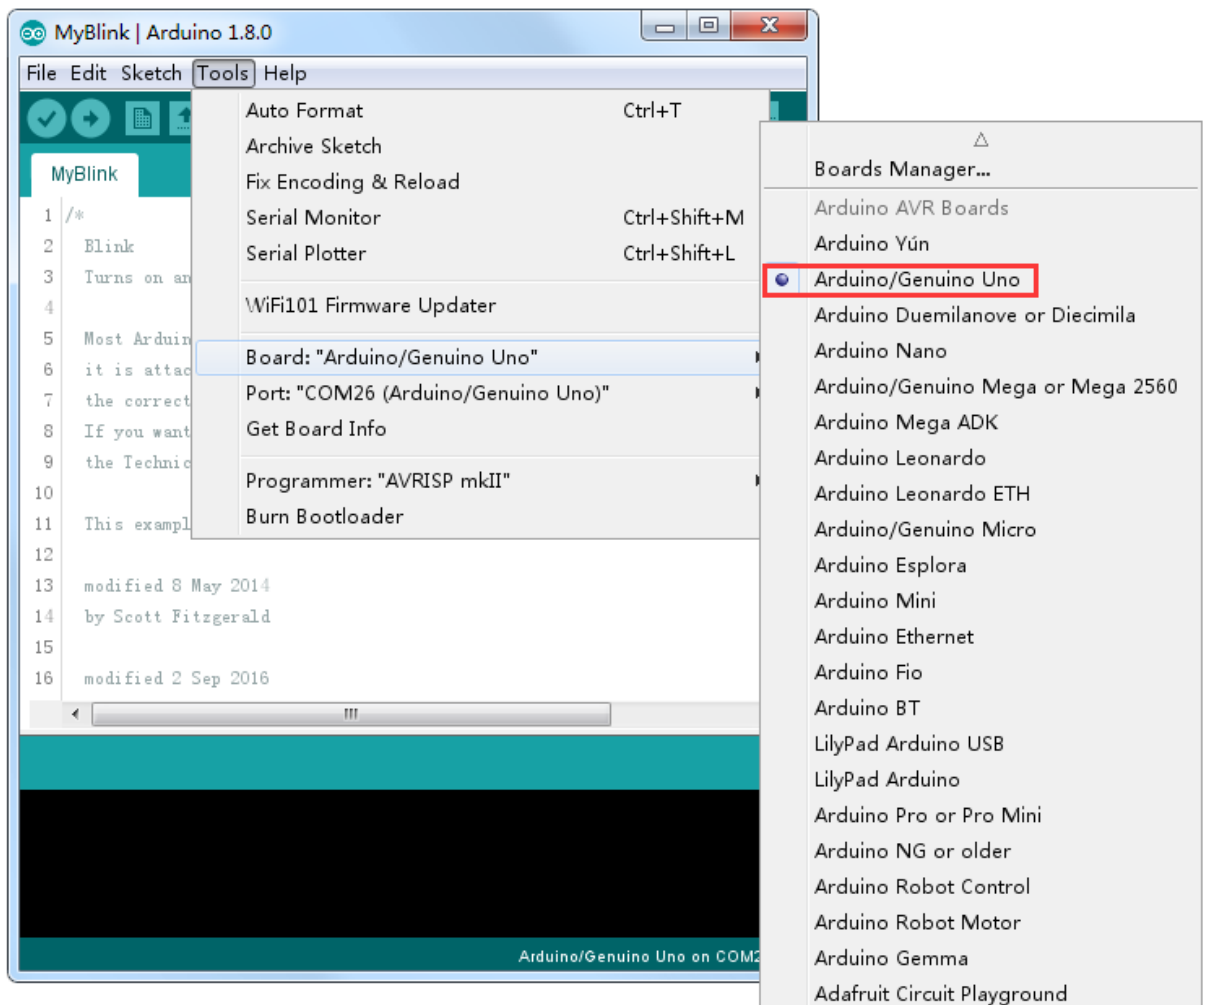 MyBlink | Arduino 1.8.0
File Edit Sketch Tools Help
MyBlink
Auto Format Ctrl+T
Archive Sketch
Fix Encoding & Reload
Serial Monitor Ctrl+Shift+M
Serial Plotter Ctrl+Shift+L
WiFi101 Firmware Updater
Board: "Arduino/Genuino Uno"
Port: "COM26 (Arduino/Genuino Uno)"
Get Board Info
Programmer: "AVRISP mkII"
Burn Bootloader
Boards Manager...
Arduino AVR Boards
Arduino Yún
Arduino/Genuino Uno
Arduino Duemilanove or Diecimila
Arduino Nano
Arduino/Genuino Mega or Mega 2560
Arduino Mega ADK
Arduino Leonardo
Arduino Leonardo ETH
Arduino/Genuino Micro
Arduino Esplora
Arduino Mini
Arduino Ethernet
Arduino Fio
Arduino BT
LilyPad Arduino USB
LilyPad Arduino
Arduino Pro or Pro Mini
Arduino NG or older
Arduino Robot Control
Arduino Robot Motor
Arduino Gemma
Adafruit Circuit Playground
1 /*
2 Blink
3 Turns on an
4
5 Most Arduin
6 it is attac
7 the correct
8 If you want
9 the Technic
10
11 This exampl
12
13 modified 8 May 2014
14 by Scott Fitzgerald
15
16 modified 2 Sep 2016
Arduino/Genuino Uno on COM2